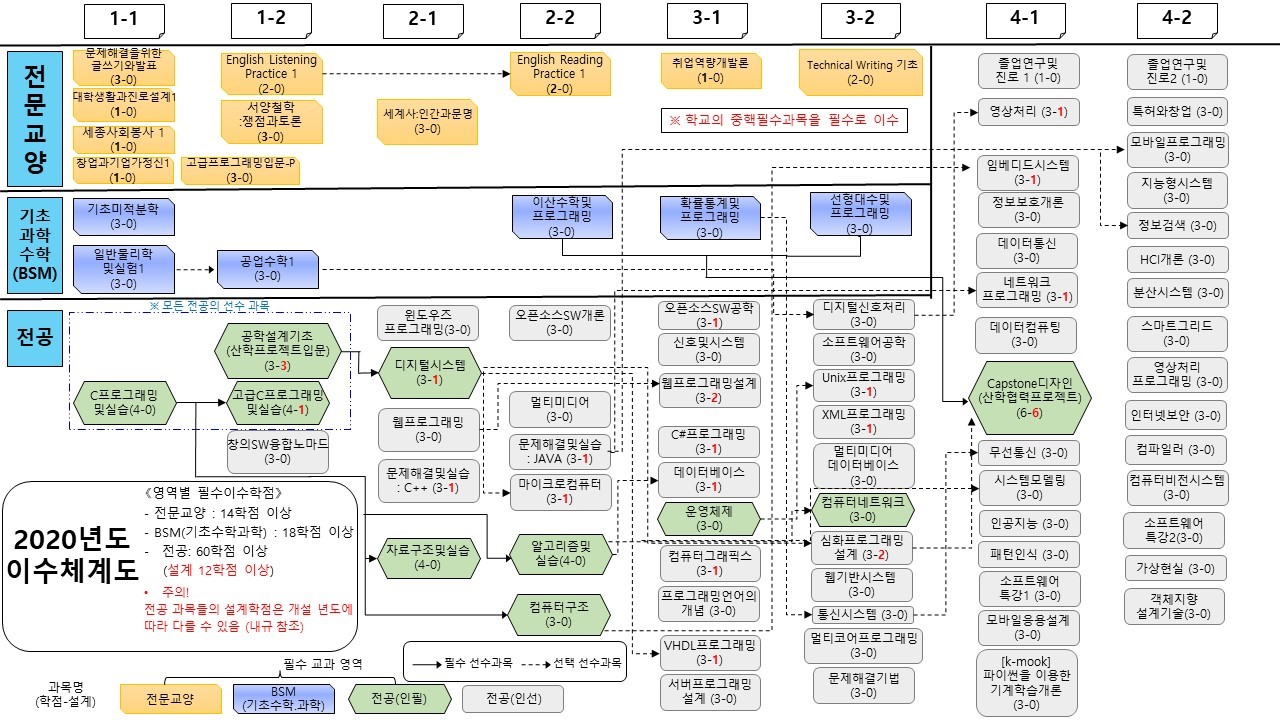 1-1
1-2
2-1
2-2
3-1
3-2
4-1
4-2
전
문
교
양
문제해결을위한
글쓰기와발표
(3-0)
대학생활과진로설계1
(1-0)
세종사회봉사 1
(1-0)
창업과기업가정신1
(1-0)
English Listening
Practice 1
(2-0)
서양철학
:쟁점과토론
(3-0)
고급프로그래밍입문-P
(3-0)
세계사:인간과문명
(3-0)
English Reading
Practice 1
(2-0)
취업역량개발론
(1-0)
Technical Writing 기초
(2-0)
※ 학교의 중핵필수과목을 필수로 이수
기초
과학
수학
(BSM)
기초미적분학
(3-0)
일반물리학
및실험1
(3-0)
공업수학1
(3-0)
이산수학및
프로그래밍
(3-0)
확률통계및
프로그래밍
(3-0)
선형대수및
프로그래밍
(3-0)
전공
※ 모든 전공의 선수 과목
C프로그래밍
및실습(4-0)
공학설계기초
(산학프로젝트입문)
(3-3)
고급C프로그래밍
및실습(4-1)
창의SW융합노마드
(3-0)
윈도우즈
프로그래밍(3-0)
디지털시스템
(3-1)
웹프로그래밍
(3-0)
문제해결및실습
: C++ (3-1)
자료구조및실습
(4-0)
오픈소스SW개론
(3-0)
멀티미디어
(3-0)
문제해결및실습
: JAVA (3-1)
마이크로컴퓨터
(3-1)
알고리즘및
실습(4-0)
컴퓨터구조
(3-0)
오픈소스SW공학
(3-1)
신호및시스템
(3-0)
웹프로그래밍설계
(3-2)
C#프로그래밍
(3-1)
데이터베이스
(3-1)
운영체제
(3-0)
컴퓨터그래픽스
(3-1)
프로그래밍언어의
개념 (3-0)
VHDL프로그래밍
(3-1)
서버프로그래밍
설계 (3-0)
디지털신호처리
(3-0)
소프트웨어공학
(3-0)
Unix프로그래밍
(3-1)
XML프로그래밍
(3-1)
멀티미디어
데이터베이스
(3-0)
컴퓨터네트워크
(3-0)
심화프로그래밍
설계 (3-2)
웹기반시스템
(3-0)
통신시스템 (3-0)
멀티코어프로그래밍
(3-0)
문제해결기법
(3-0)
졸업연구및
진로 1 (1-0)
영상처리 (3-1)
임베디드시스템
(3-1)
정보보호개론
(3-0)
데이터통신
(3-0)
네트워크
프로그래밍 (3-1)
데이터컴퓨팅
(3-0)
Capstone디자인
(산학협력프로젝트)
(6-6)
무선통신 (3-0)
시스템모델링
(3-0)
인공지능 (3-0)
패턴인식 (3-0)
소프트웨어
특강1 (3-0)
모바일응용설계
(3-0)
[k-mook]
파이썬을 이용한
기계학습개론
(3-0)
졸업연구및
진로2 (1-0)
특허와창업 (3-0)
모바일프로그래밍
(3-0)
지능형시스템
(3-0)
정보검색 (3-0)
HCI개론 (3-0)
분산시스템 (3-0)
스마트그리드
(3-0)
영상처리
프로그래밍 (3-0)
인터넷보안 (3-0)
컴파일러 (3-0)
컴퓨터비전시스템
(3-0)
소프트웨어
특강2(3-0)
가상현실 (3-0)
객체지향
설계기술(3-0)
2020년도
이수체계도
《영역별 필수이수학점》
- 전문교양 : 14학점 이상
- BSM(기초수학과학) : 18학점 이상
- 전공: 60학점 이상
(설계 12학점 이상)
• 주의!
전공 과목들의 설계학점은 개설 년도에
따라 다를 수 있음 (내규 참조)
필수 선수과목
선택 선수과목
필수 교과 영역
과목명
(학점-설계)
전문교양
BSM
(기초수학.과학)
전공(인필)
전공(인선)